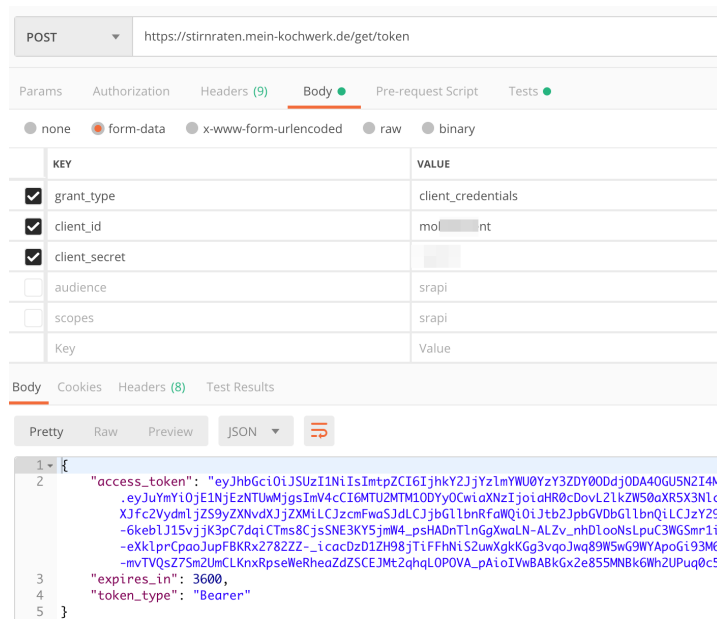 POST https://stirnraten.mein-kochwerk.de/get/token
Params Authorization Headers (9) Body Pre-request Script Tests
none form-data x-www-form-urlencoded raw binary
KEY VALUE
grant_type client_credentials
client_id mol nt
client_secret
audience srapi
scopes srapi
Key Value
Body Cookies Headers (8) Test Results
Pretty Raw Preview JSON
1 {
2 "access_token":
3 "expires_in": 3600,
4 "token_type": "Bearer"
5 }